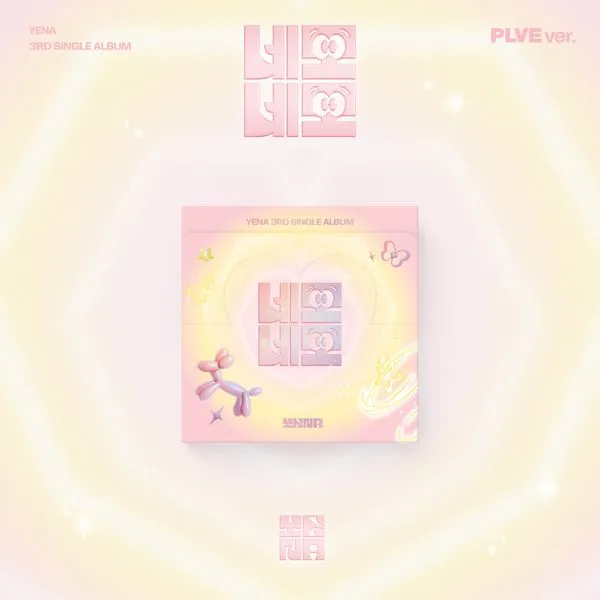 YENA
3RD SINGLE ALBUM
네모
네모
PLVE ver.
YENA 3RD SINGLE ALBUM
네모
네모